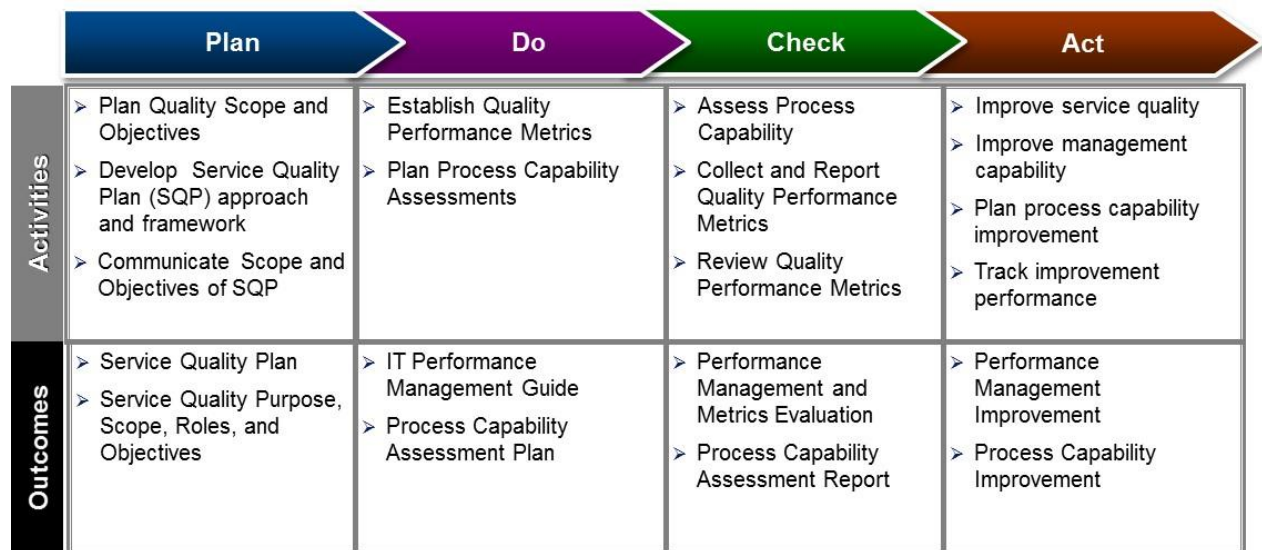 Plan
Do
Check
Act
Activities
Plan Quality Scope and
Objectives
Develop Service Quality
Plan (SQP) approach
and framework
Communicate Scope and
Objectives of SQP
Establish Quality
Performance Metrics
Plan Process Capability
Assessments
Assess Process
Capability
Collect and Report
Quality Performance
Metrics
Review Quality
Performance Metrics
Improve service quality
Improve management
capability
Plan process capability
improvement
Track improvement
performance
Outcomes
Service Quality Plan
Service Quality Purpose,
Scope, Roles, and
Objectives
IT Performance
Management Guide
Process Capability
Assessment Plan
Performance
Management and
Metrics Evaluation
Process Capability
Assessment Report
Performance
Management
Improvement
Process Capability
Improvement